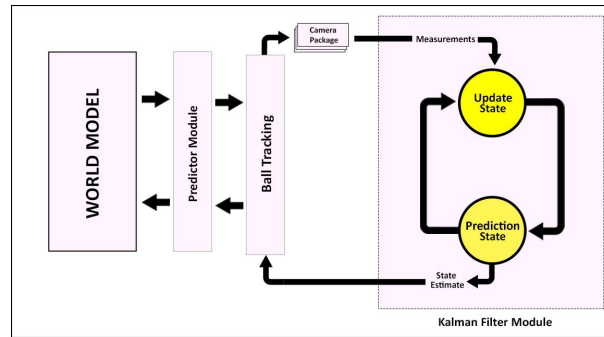 WORLD MODEL
Predictor Module
Ball Tracking
Camera
Package
Measurements
Update
State
Prediction
State
State
Estimate
Kalman Filter Module